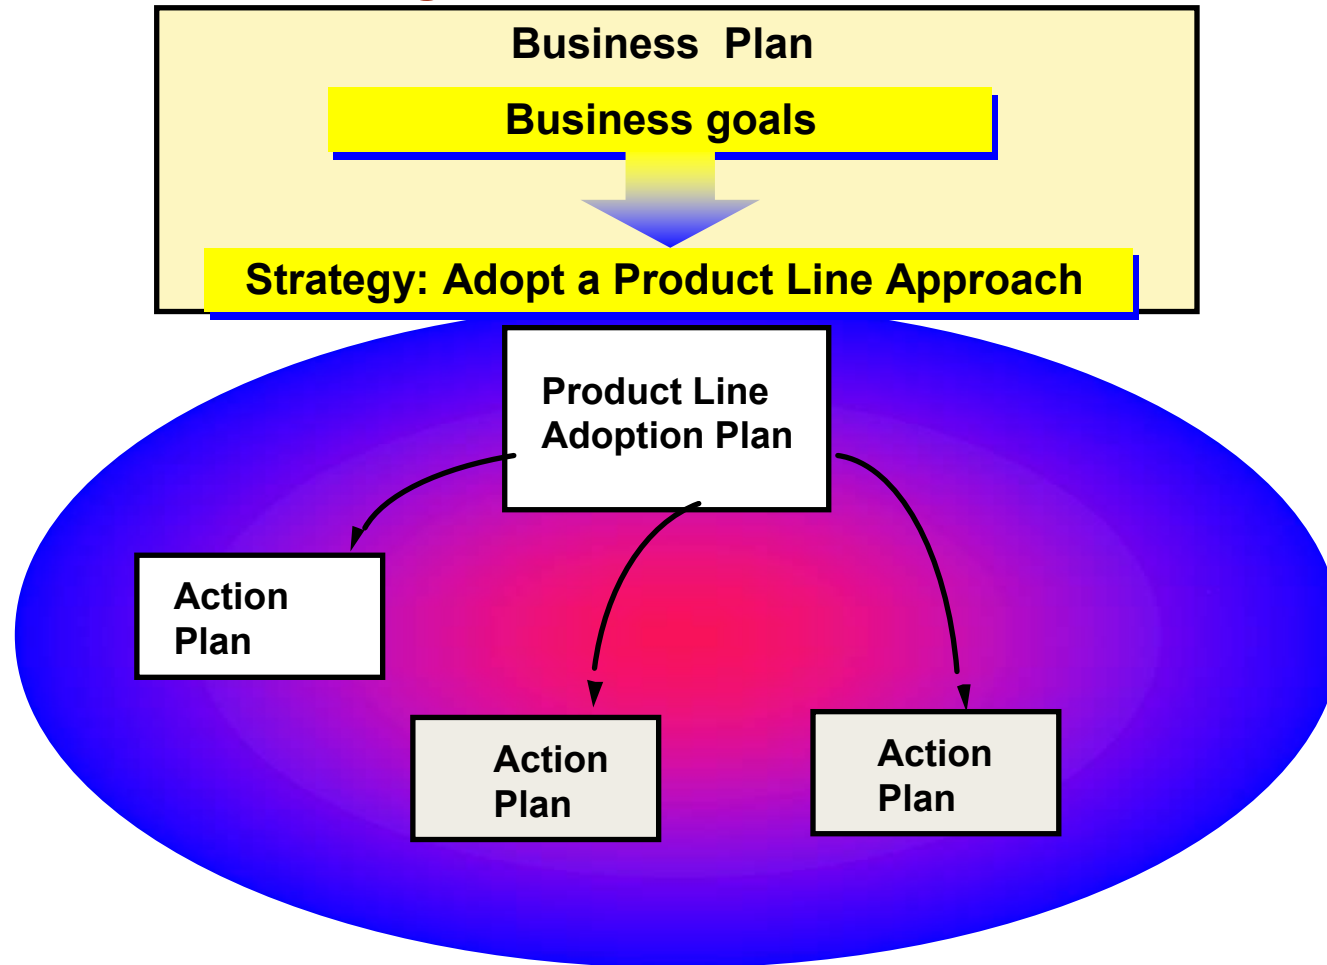 Business Plan
Business goals
Strategy: Adopt a Product Line Approach
Product Line
Adoption Plan
Action
Plan
Action
Plan
Action
Plan